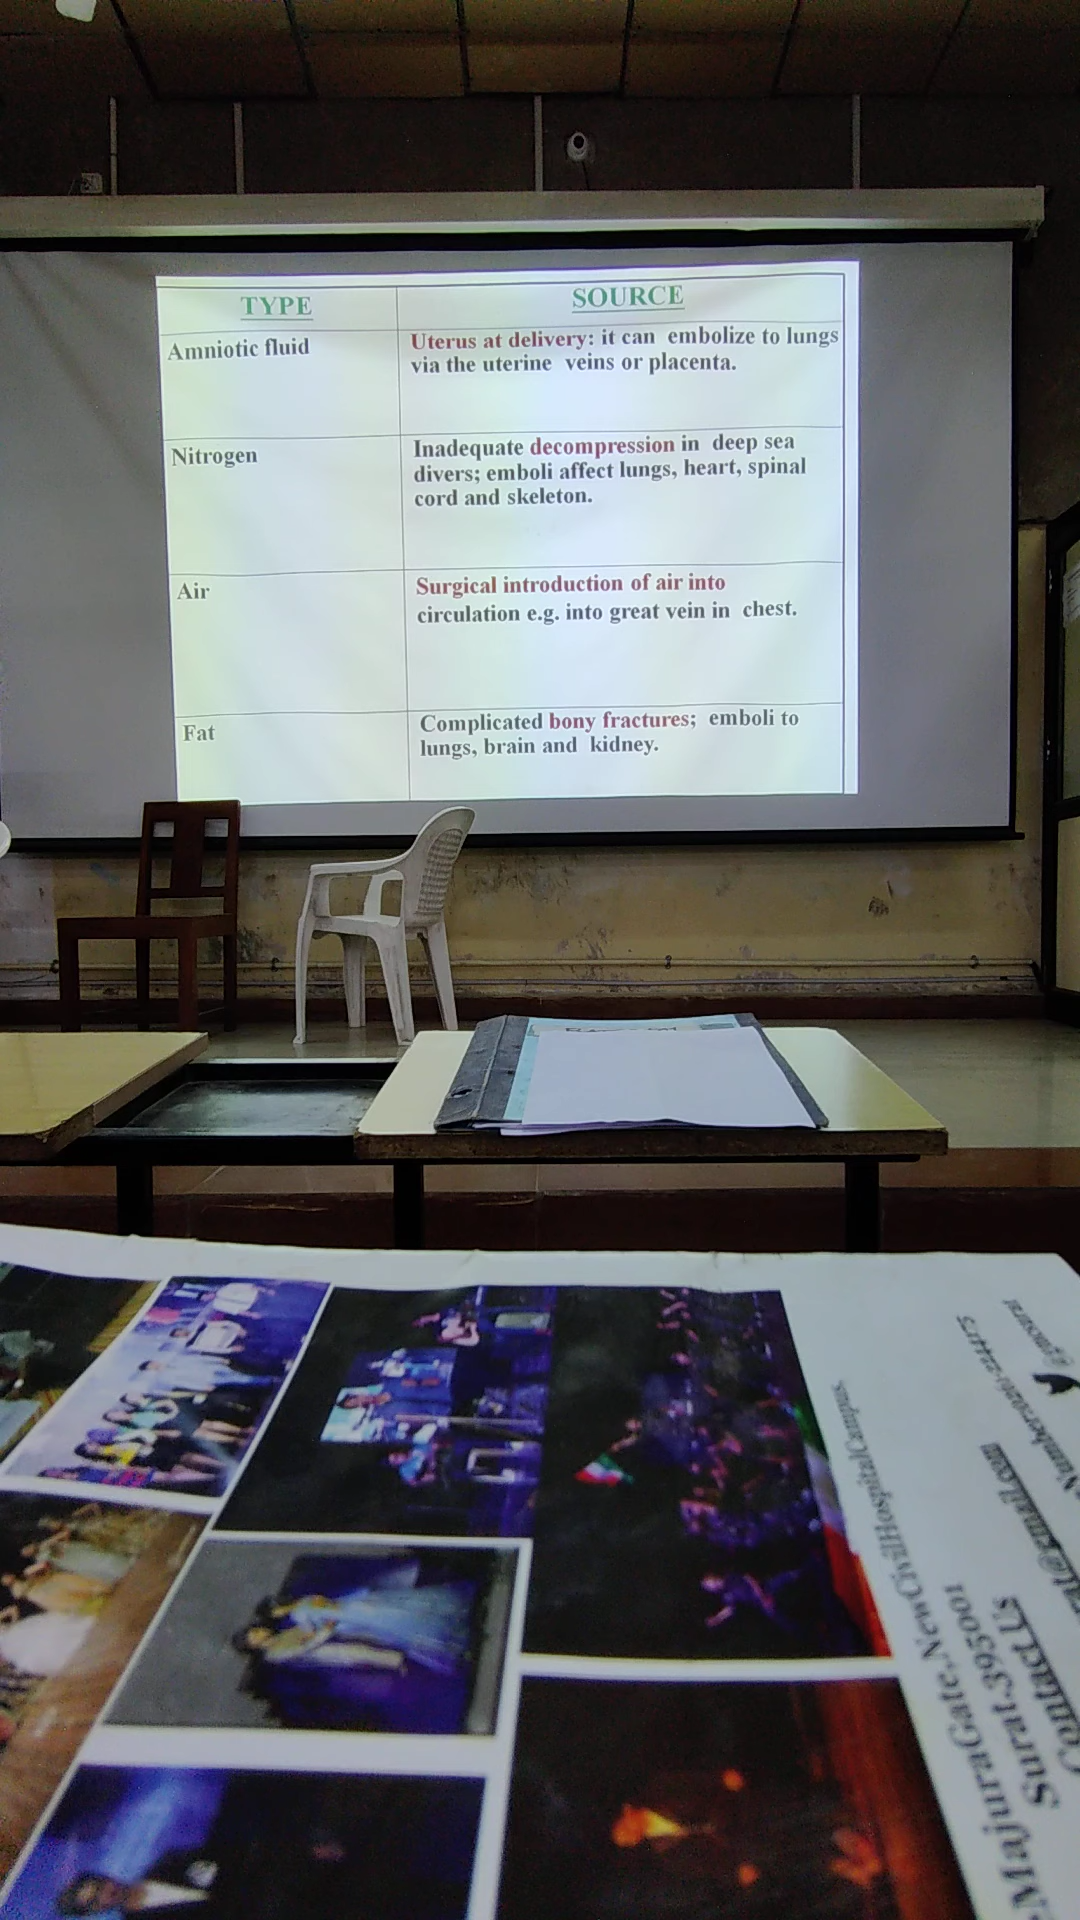 TYPE
SOURCE
Amniotic fluid
Uterus at delivery: it can embolize to lungs
via the uterine veins or placenta.
Nitrogen
Inadequate decompression in deep sea
divers; emboli affect lungs, heart, spinal
cord and skeleton.
Air
Surgical introduction of air into
circulation e.g. into great vein in chest.
Fat
Complicated bony fractures; emboli to
lungs, brain and kidney.
MajuraGate,NewCivilHospitalCampus,
Surat.395001
Contact Us